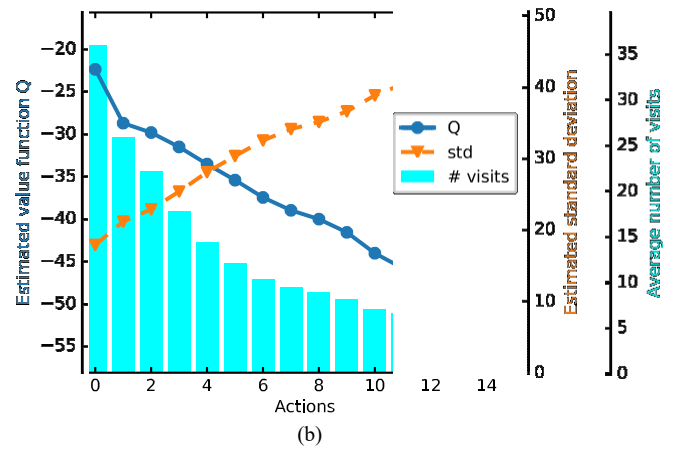 Estimated value function Q
−20
−25
−30
−35
−40
−45
−50
−55
0 2 4 6 8 10 12 14
Actions
Q
std
# visits
50
40
30
20
10
0
Estimated standard deviation
35
30
25
20
15
10
5
0
Average number of visits
(b)